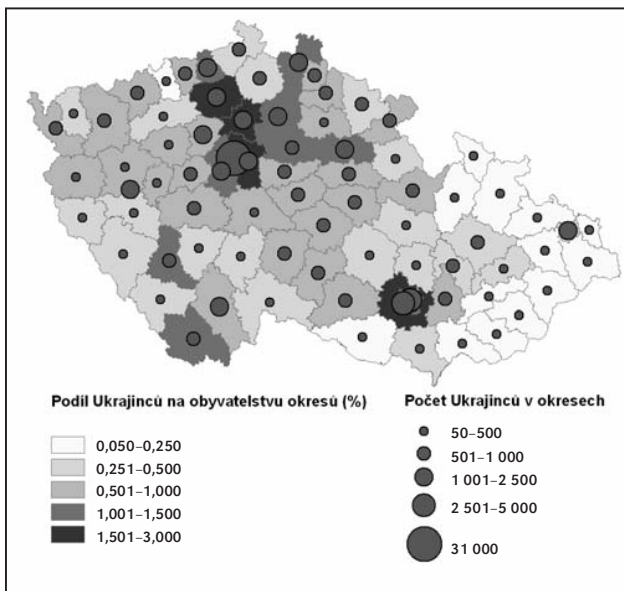 Podíl Ukrajinců na obyvatelstvu okresů (%)
0,050–0,250
0,251–0,500
0,501–1,000
1,001–1,500
1,501–3,000
Počet Ukrajinců v okresech
50–500
501–1 000
1 001–2 500
2 501–5 000
31 000